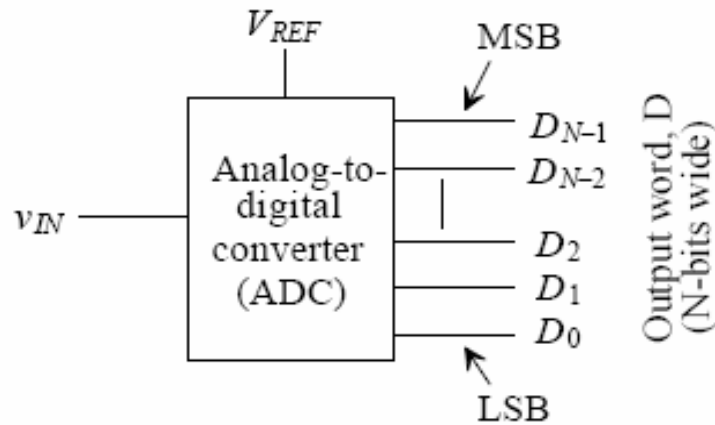 V_REF
MSB
v_IN
Analog-to-
digital
converter
(ADC)
D_N–1
D_N–2
D_2
D_1
D_0
LSB
Output word, D
(N-bits wide)